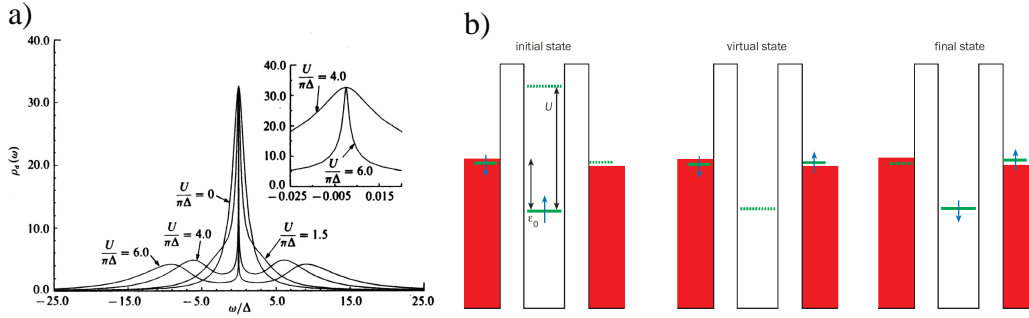 a)
40.0
30.0
20.0
10.0
0.0
ρ_d(ω)
-25.0
-15.0
-5.0
5.0
15.0
25.0
ω/Δ
U/πΔ = 0
U/πΔ = 1.5
U/πΔ = 4.0
U/πΔ = 6.0
40.0
30.0
20.0
10.0
0.0
U/πΔ = 4.0
U/πΔ = 6.0
-0.025
-0.005
0.015
b)
initial state
U
ε₀
virtual state
final state